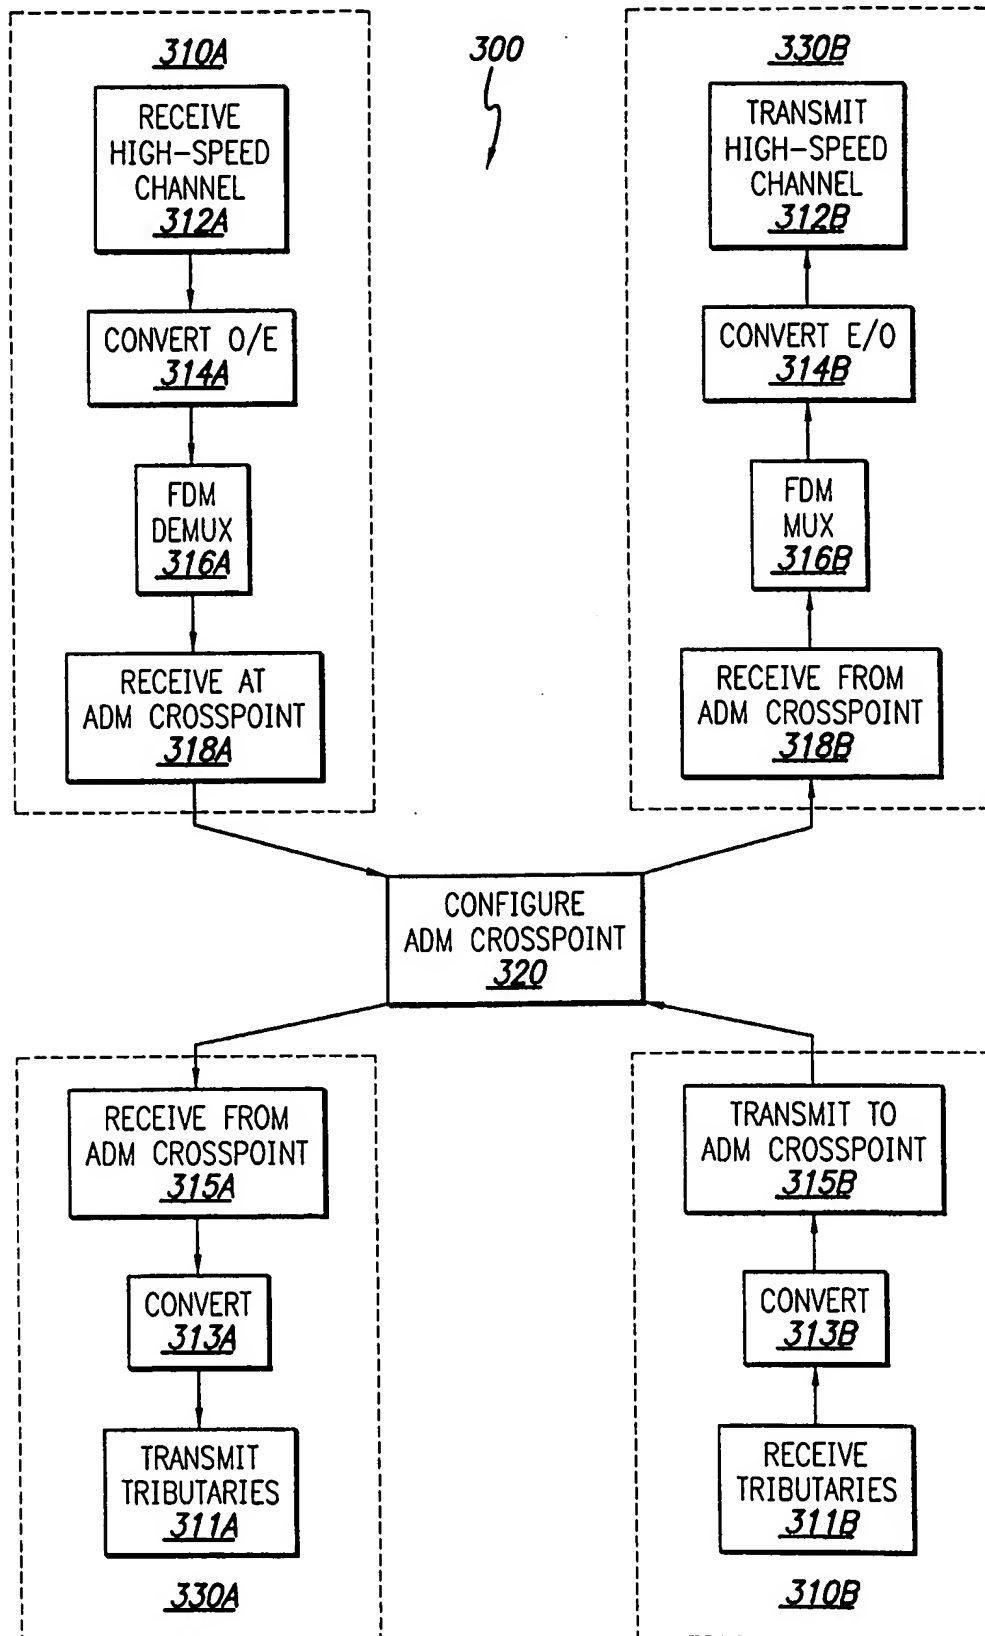 310A
RECEIVE
HIGH-SPEED
CHANNEL
312A
CONVERT O/E
314A
FDM
DEMUX
316A
RECEIVE AT
ADM CROSSPOINT
318A
300
330B
TRANSMIT
HIGH-SPEED
CHANNEL
312B
CONVERT E/O
314B
FDM
MUX
316B
RECEIVE FROM
ADM CROSSPOINT
318B
CONFIGURE
ADM CROSSPOINT
320
RECEIVE FROM
ADM CROSSPOINT
315A
CONVERT
313A
TRANSMIT
TRIBUTARIES
311A
330A
TRANSMIT TO
ADM CROSSPOINT
315B
CONVERT
313B
RECEIVE
TRIBUTARIES
311B
310B